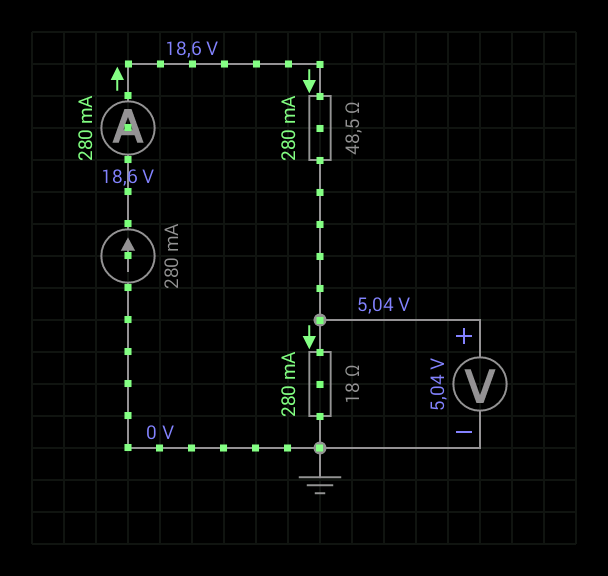 18,6 V
280 mA
A
280 mA
48,5 Ω
18,6 V
280 mA
5,04 V
280 mA
18 Ω
5,04 V
+
V
−
0 V